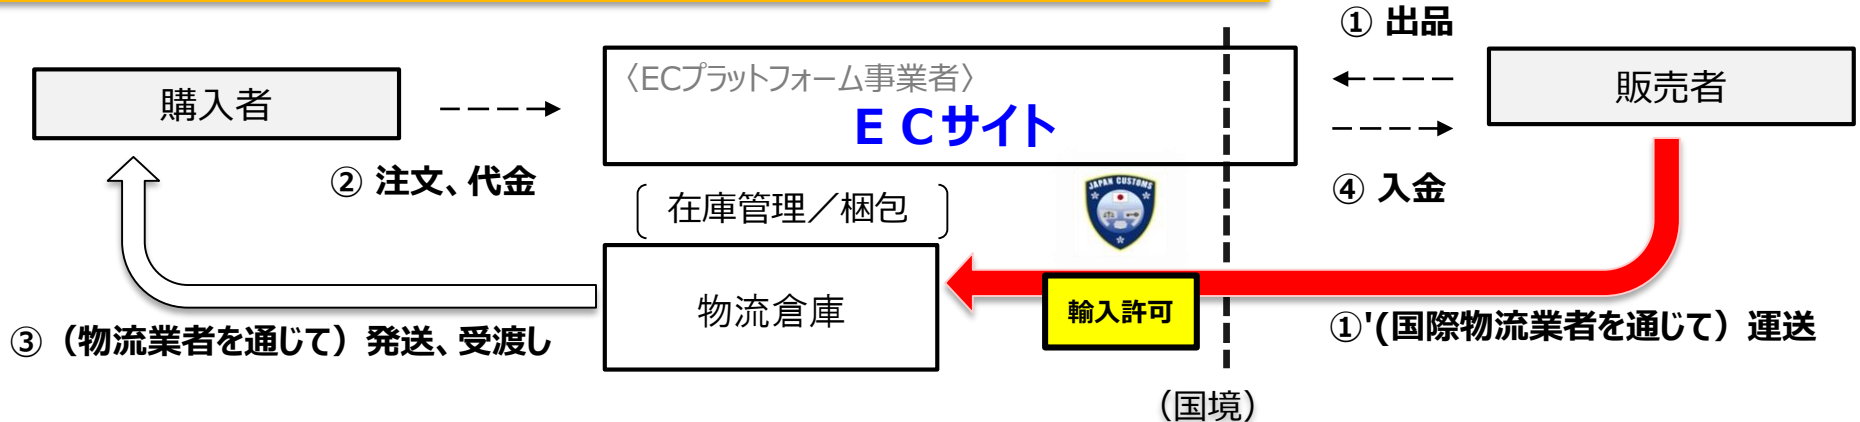 ① 出品
〈ECプラットフォーム事業者〉
購入者
ＥＣサイト
販売者
② 注文、代金
④ 入金
JAPAN CUSTOMS
在庫管理／梱包
物流倉庫
輸入許可
③（物流業者を通じて）発送、受渡し
①'(国際物流業者を通じて）運送
（国境）